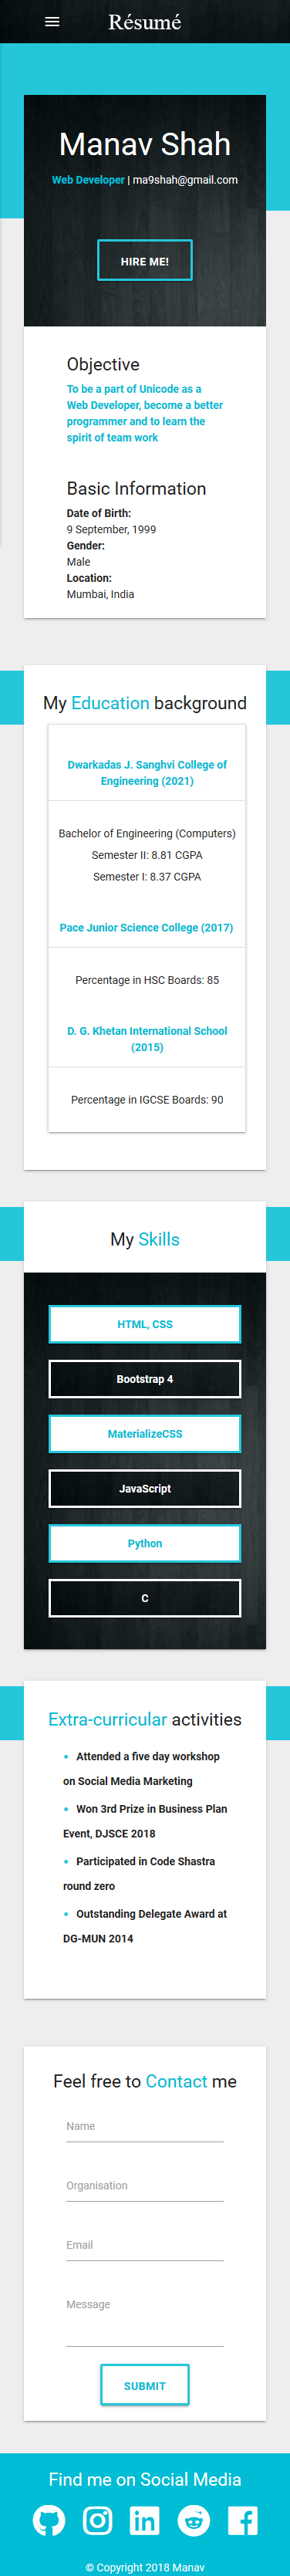 Résumé
Manav Shah
Web Developer | ma9shah@gmail.com
HIRE ME!
Objective
To be a part of Unicode as a
Web Developer, become a better
programmer and to learn the
spirit of team work
Basic Information
Date of Birth:
9 September, 1999
Gender:
Male
Location:
Mumbai, India
My Education background
Dwarkadas J. Sanghvi College of
Engineering (2021)
Bachelor of Engineering (Computers)
Semester II: 8.81 CGPA
Semester I: 8.37 CGPA
Pace Junior Science College (2017)
Percentage in HSC Boards: 85
D. G. Khetan International School
(2015)
Percentage in IGCSE Boards: 90
My Skills
HTML, CSS
Bootstrap 4
MaterializeCSS
JavaScript
Python
C
Extra-curricular activities
• Attended a five day workshop
on Social Media Marketing
• Won 3rd Prize in Business Plan
Event, DJSCE 2018
• Participated in Code Shastra
round zero
• Outstanding Delegate Award at
DG-MUN 2014
Feel free to Contact me
Name
Organisation
Email
Message
SUBMIT
Find me on Social Media
© Copyright 2018 Manav